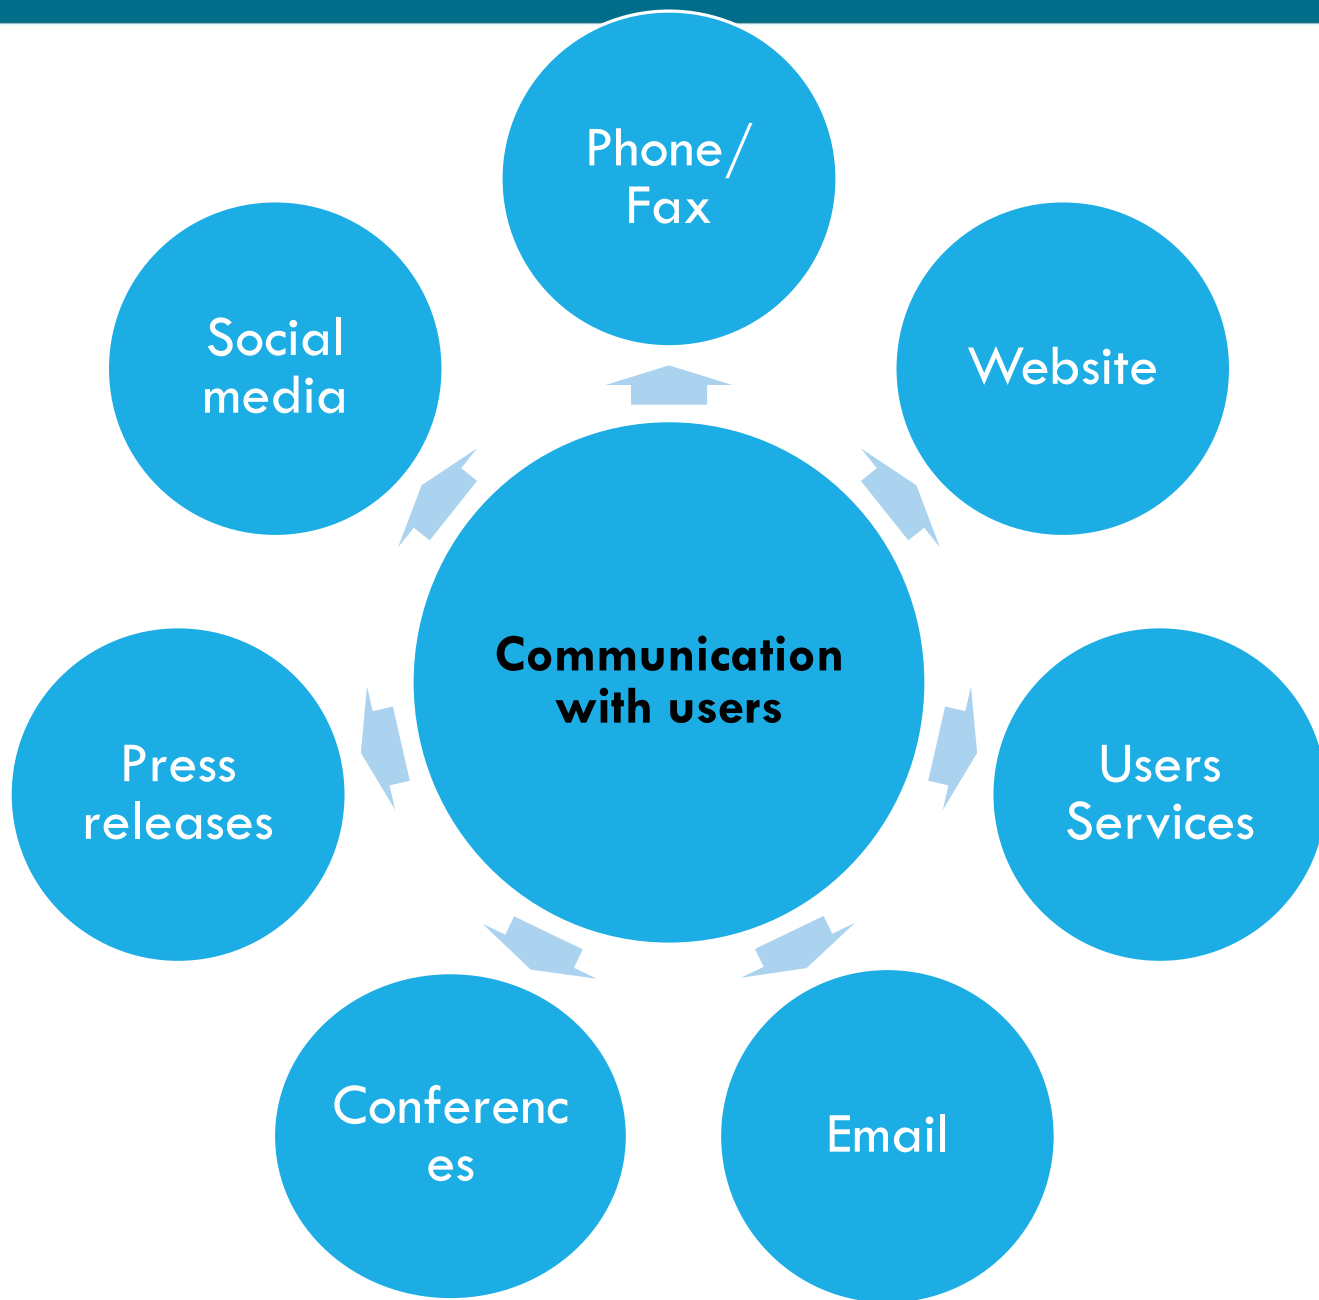 Phone/
Fax
Website
Users
Services
Email
Conferenc
es
Press
releases
Social
media
Communication
with users